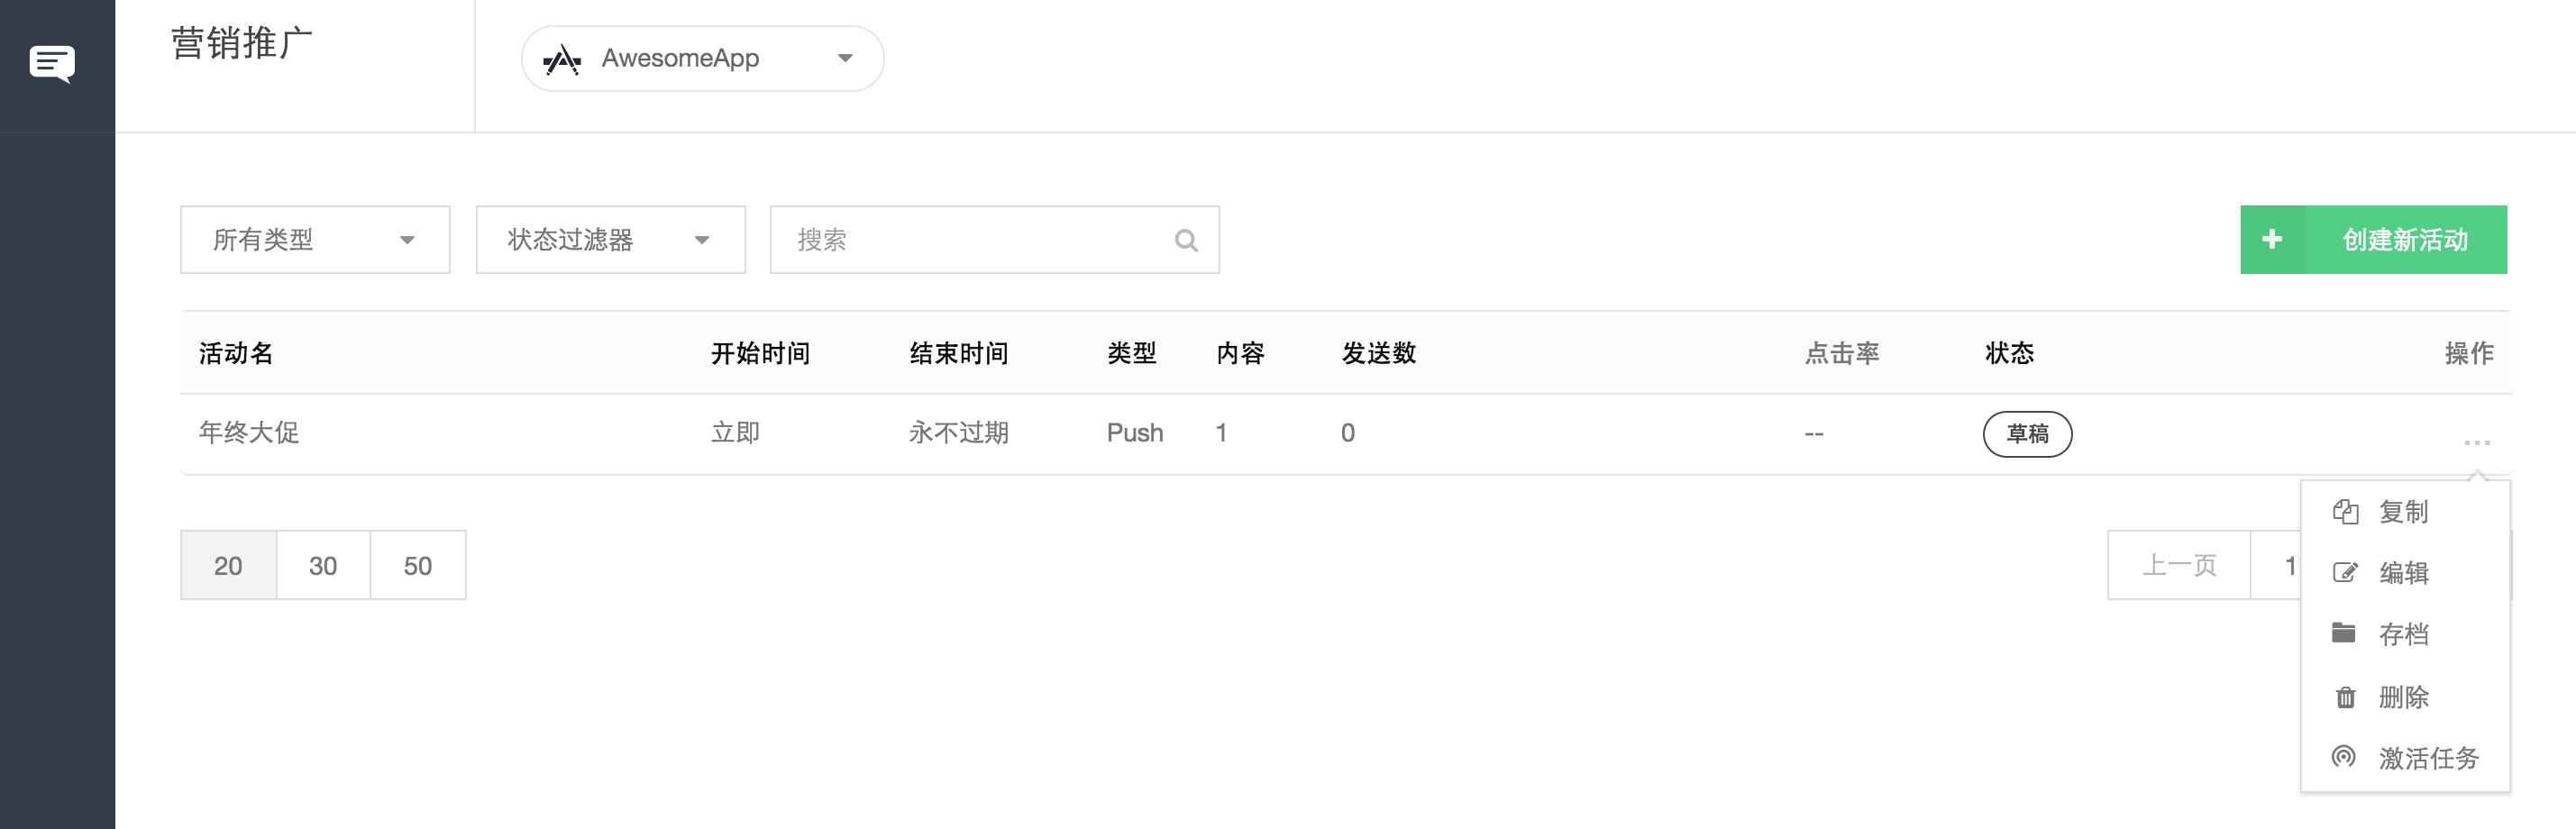 营销推广
AwesomeApp
所有类型
状态过滤器
搜索
创建新活动
活动名 开始时间 结束时间 类型 内容 发送数 点击率 状态 操作
年终大促 立即 永不过期 Push 1 0 -- 草稿 ...
复制
编辑
存档
删除
激活任务
20 30 50
上一页 1